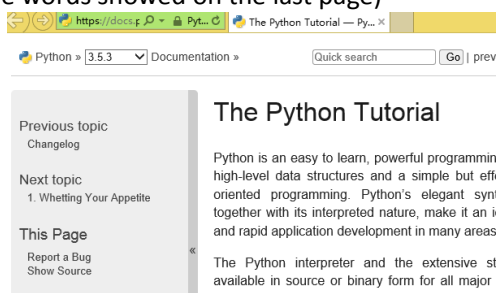 words showed on the last page)
https://docs.p Pyt... The Python Tutorial — Py...
Python » 3.5.3 Documentation » Quick search Go | prev
Previous topic
Changelog
Next topic
1. Whetting Your Appetite
This Page
Report a Bug
Show Source
«
The Python Tutorial
Python is an easy to learn, powerful
high-level data structures and a simple but
oriented programming. Python's elegant
together with its interpreted nature, make it an
and rapid application development in many areas
The Python interpreter and the extensive
available in source or binary form for all major